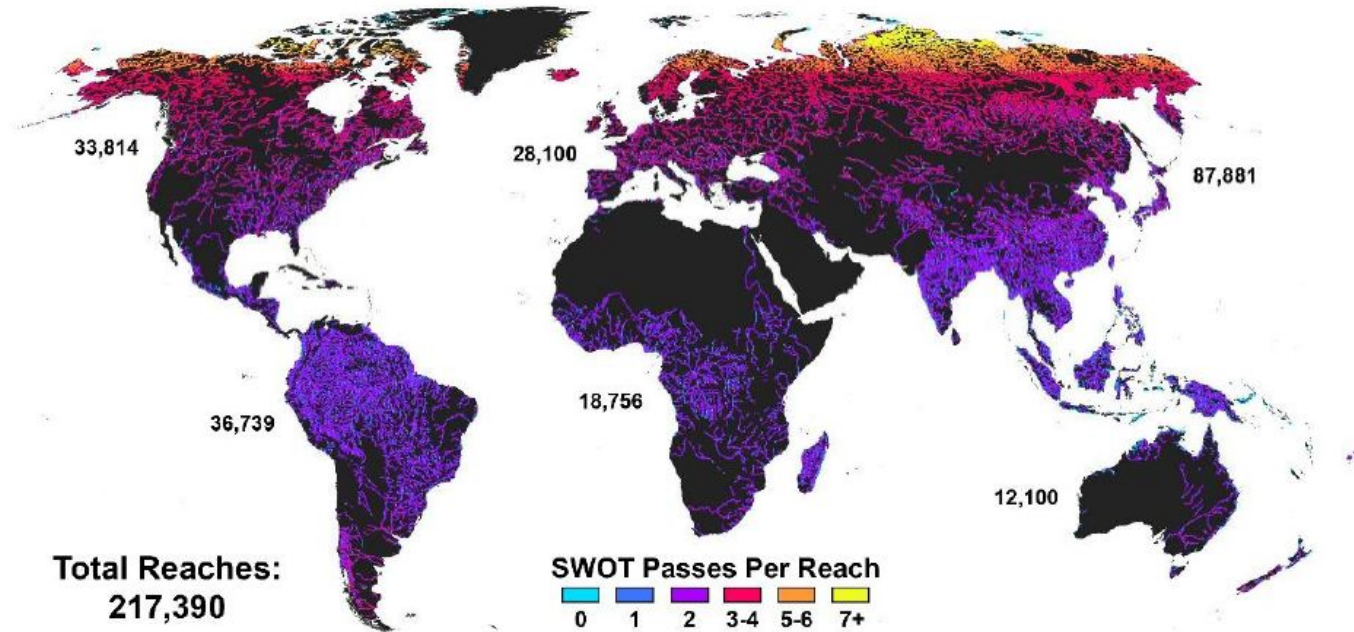 33,814
28,100
87,881
36,739
18,756
12,100
Total Reaches:
217,390
SWOT Passes Per Reach
0 1 2 3-4 5-6 7+